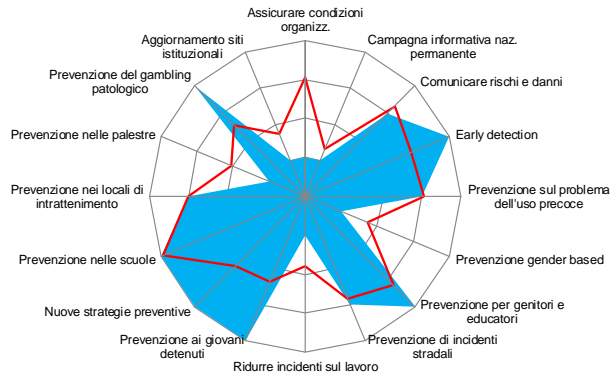 Assicurare condizioni
organizz.
Campagna informativa naz.
permanente
Comunicare rischi e danni
Early detection
Prevenzione sul problema
dell'uso precoce
Prevenzione gender based
Prevenzione per genitori e
educatori
Prevenzione di incidenti
stradali
Ridurre incidenti sul lavoro
Prevenzione ai giovani
detenuti
Nuove strategie preventive
Prevenzione nelle scuole
Prevenzione nei locali di
intrattenimento
Prevenzione nelle palestre
Prevenzione del gambling
patologico
Aggiornamento siti
istituzionali